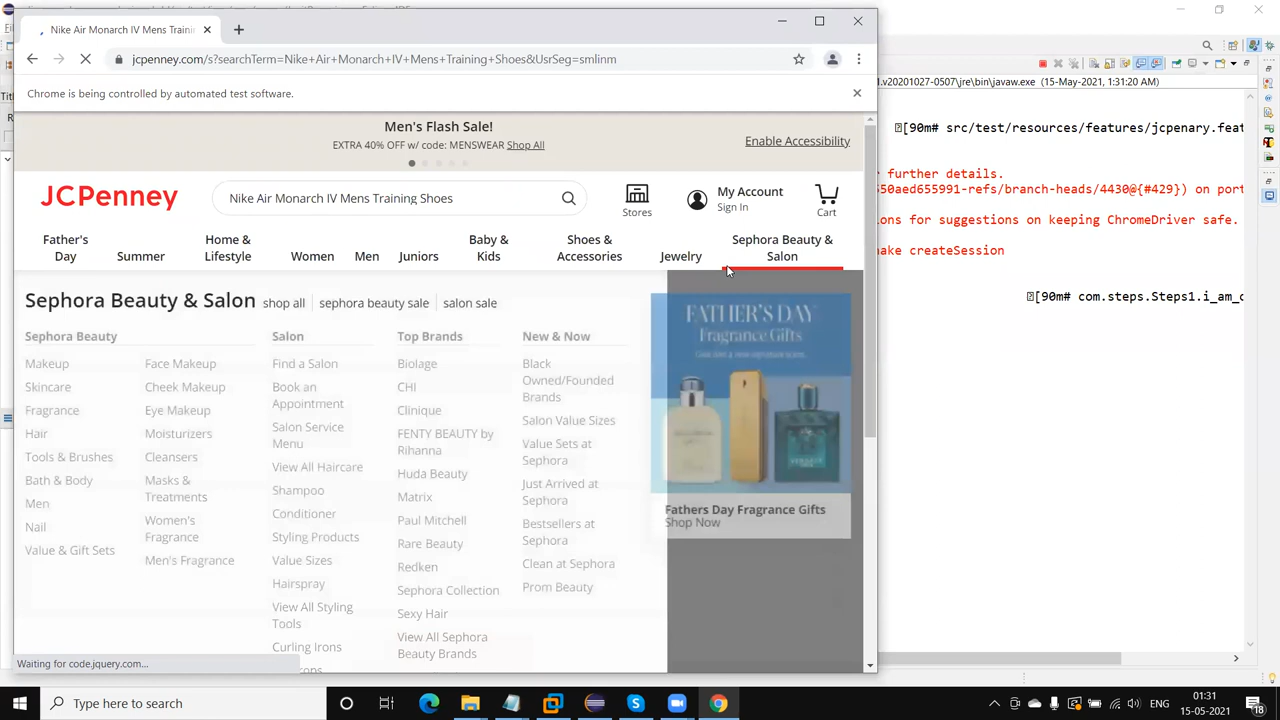 Nike Air Monarch IV Mens Traini
jcpenney.com/s?searchTerm=Nike+Air+Monarch+IV+Mens+Training+Shoes&UsrSeg=smlinm
Chrome is being controlled by automated test software.
.v20201027-0507\jre\bin\javaw.exe (15-May-2021, 1:31:20 AM)
Men's Flash Sale!
EXTRA 40% OFF w/ code: MENSWEAR Shop All
Enable Accessibility
[90m# src/test/resources/features/jcpenary.feat
further details.
550aed655991-refs/branch-heads/4430@{#429}) on port
ons for suggestions on keeping ChromeDriver safe.
ake createSession
[90m# com.steps.Steps1.i_am_c
JCPenney
Nike Air Monarch IV Mens Training Shoes
Stores
My Account
Sign In
Cart
Father's
Day
Summer
Home &
Lifestyle
Women
Men
Juniors
Baby &
Kids
Shoes &
Accessories
Jewelry
Sephora Beauty &
Salon
Sephora Beauty & Salon shop all sephora beauty sale salon sale
Sephora Beauty
Makeup
Skincare
Fragrance
Hair
Tools & Brushes
Bath & Body
Men
Nail
Value & Gift Sets
Face Makeup
Cheek Makeup
Eye Makeup
Moisturizers
Cleansers
Masks &
Treatments
Women's
Fragrance
Men's Fragrance
Salon
Find a Salon
Book an
Appointment
Salon Service
Menu
View All Haircare
Shampoo
Conditioner
Styling Products
Value Sizes
Hairspray
View All Styling
Tools
Curling Irons
Top Brands
Biolage
CHI
Clinique
FENTY BEAUTY by
Rihanna
Huda Beauty
Matrix
Paul Mitchell
Rare Beauty
Redken
Sephora Collection
Sexy Hair
View All Sephora
Beauty Brands
New & Now
Black
Owned/Founded
Brands
Salon Value Sizes
Value Sets at
Sephora
Just Arrived at
Sephora
Bestsellers at
Sephora
Clean at Sephora
Prom Beauty
FATHER'S DAY
Fragrance Gifts
Fathers Day Fragrance Gifts
Shop Now
Waiting for code.jquery.com...
Type here to search
ENG
01:31
15-05-2021
18